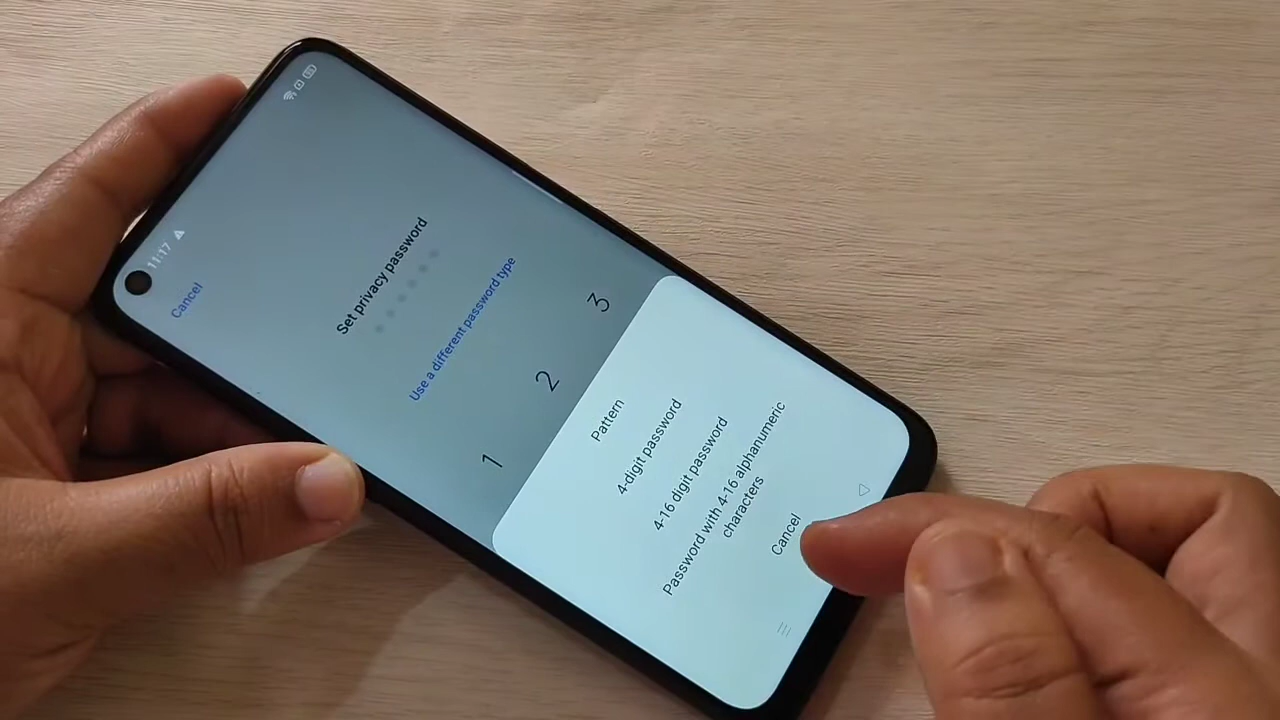 11:17
Cancel
Set privacy password
Use a different password type
1 2 3
Pattern
4-digit password
4-16 digit password
Password with 4-16 alphanumeric
characters
Cancel